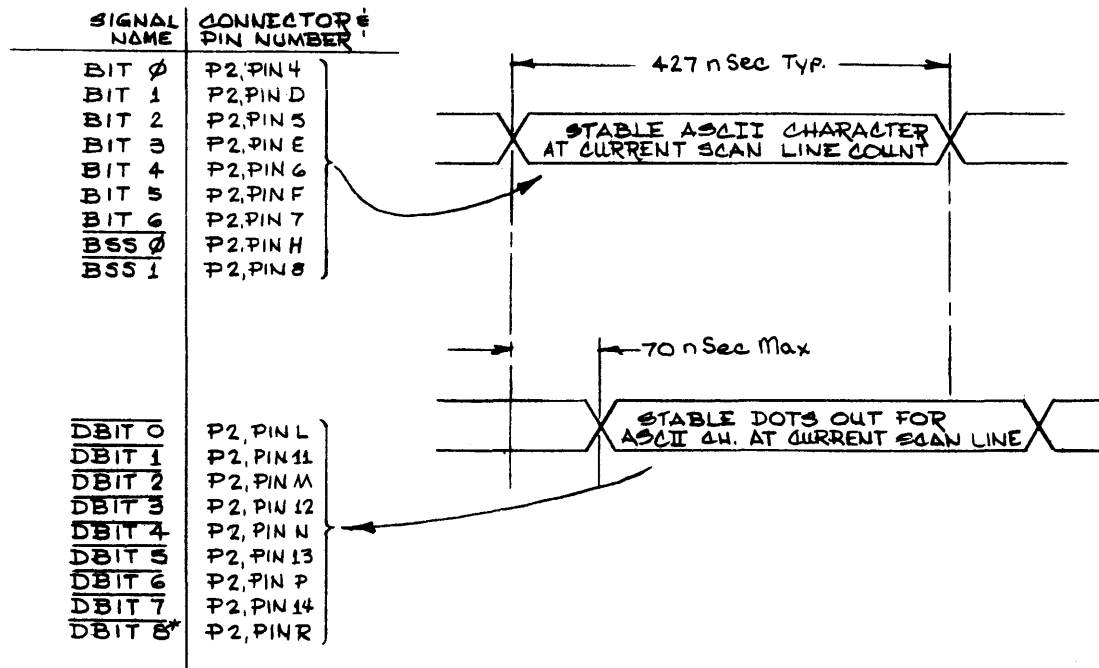 SIGNAL NAME
CONNECTOR & PIN NUMBER
BIT Ø P2, PIN 4
BIT 1 P2, PIN D
BIT 2 P2, PIN 5
BIT 3 P2, PIN E
BIT 4 P2, PIN 6
BIT 5 P2, PIN F
BIT 6 P2, PIN 7
BSS Ø P2, PIN H
BSS 1 P2, PIN 8
427 nSec Typ.
STABLE ASCII CHARACTER
AT CURRENT SCAN LINE COUNT
70 nSec Max
STABLE DOTS OUT FOR
ASCII CH. AT CURRENT SCAN LINE
DBIT 0 P2, PIN L
DBIT 1 P2, PIN 11
DBIT 2 P2, PIN M
DBIT 3 P2, PIN 12
DBIT 4 P2, PIN N
DBIT 5 P2, PIN 13
DBIT 6 P2, PIN P
DBIT 7 P2, PIN 14
DBIT 8* P2, PIN R